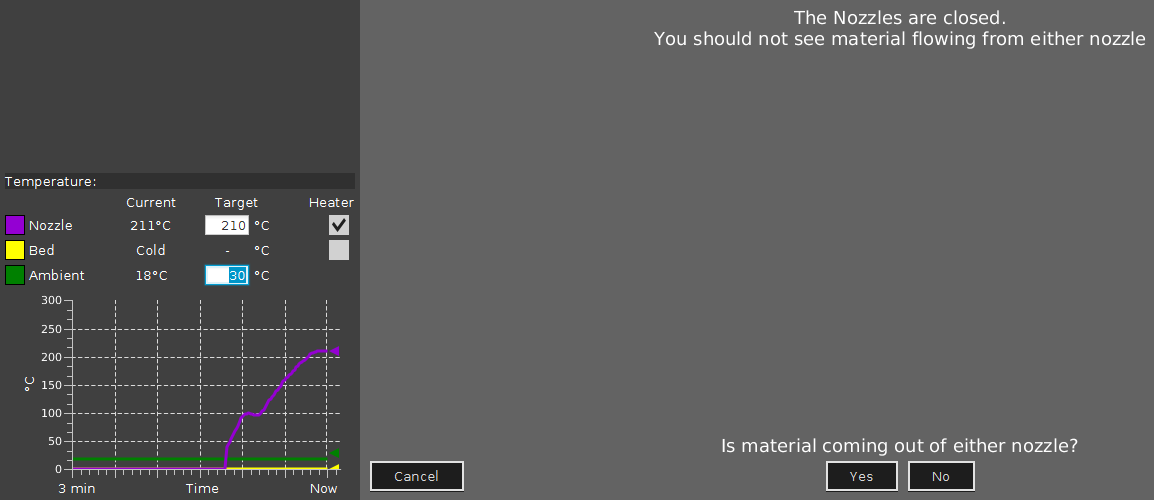 The Nozzles are closed.
You should not see material flowing from either nozzle
Temperature:
Current Target Heater
Nozzle 211°C 210 °C
Bed Cold - °C
Ambient 18°C 30 °C
300
250
200
150
100
50
0
°C
3 min Time Now
Is material coming out of either nozzle?
Cancel Yes No